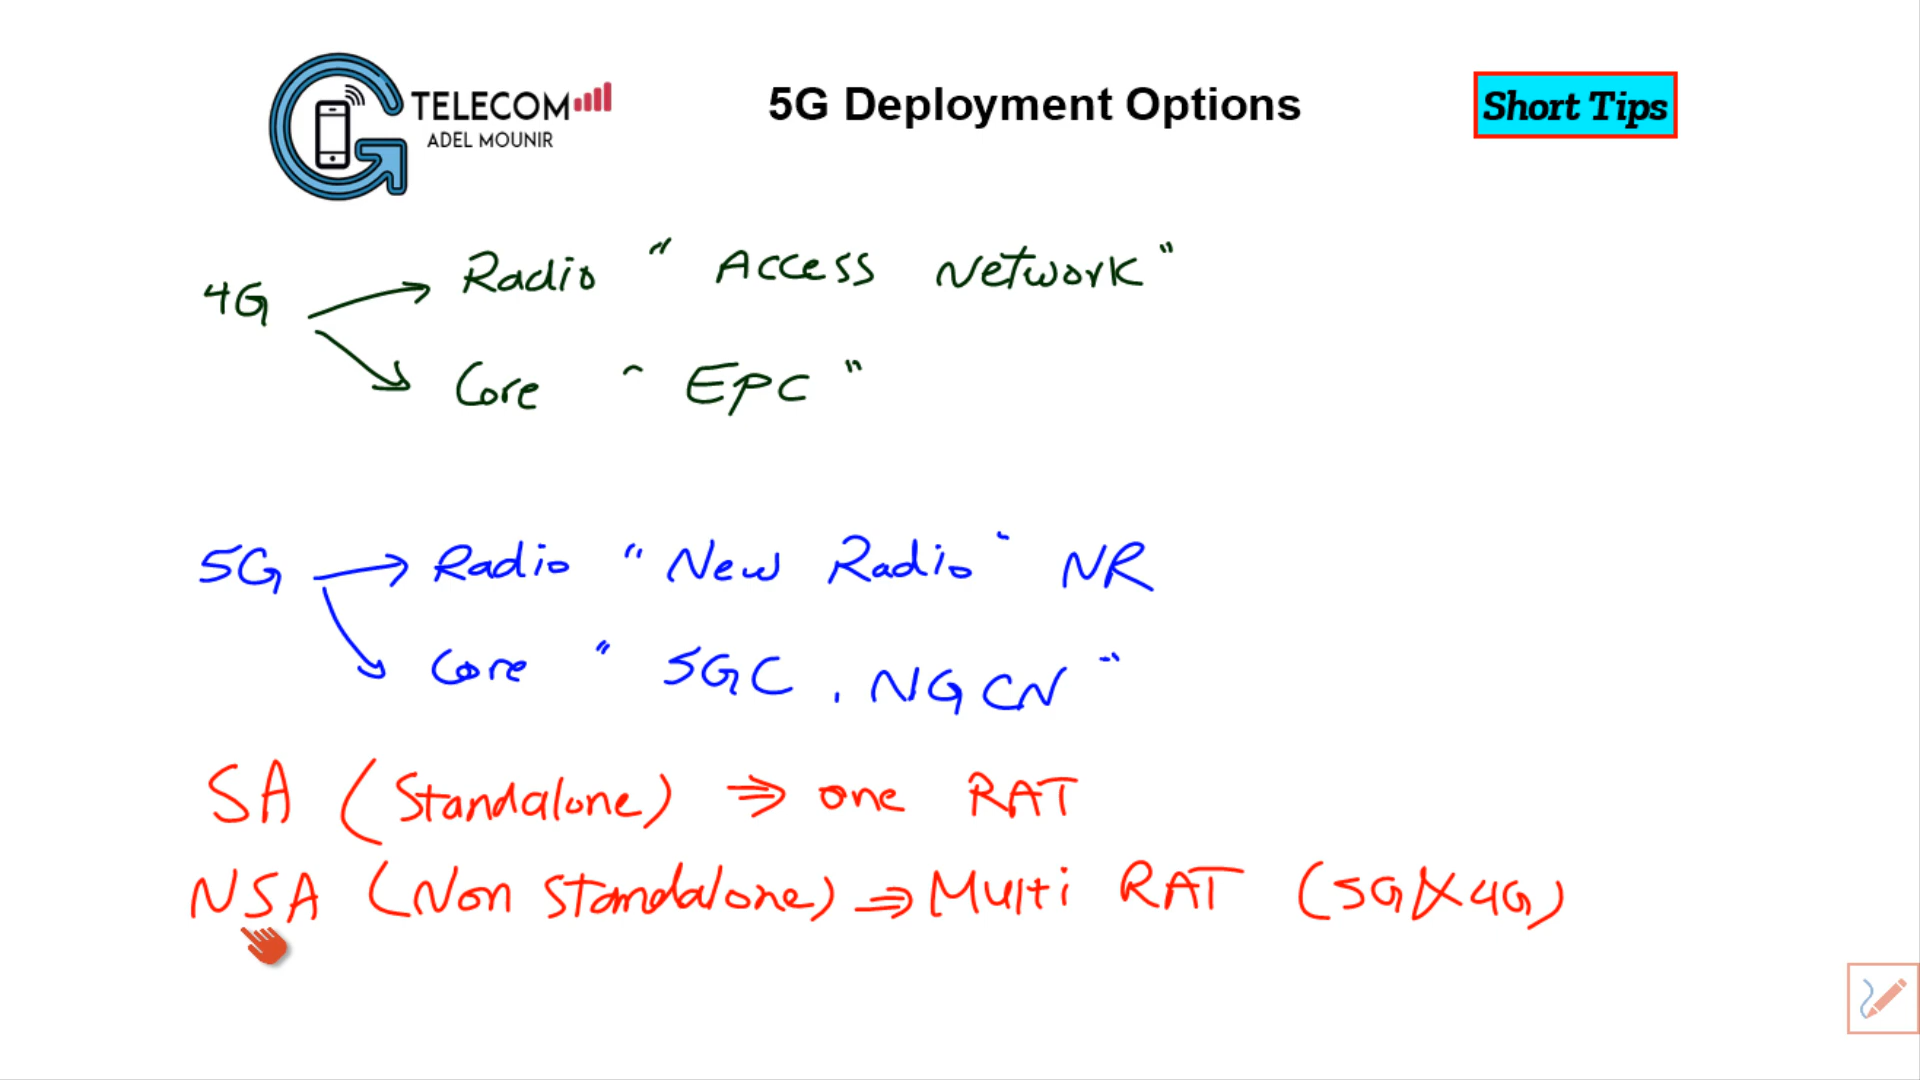 TELECOM
ADEL MOUNIR
5G Deployment Options
Short Tips
4G
Radio " Access Network "
Core " EPC "
5G → Radio " New Radio " NR
Core " 5GC , NGCN "
SA (Standalone) ⇒ one RAT
NSA (Non Standalone) ⇒ Multi RAT (5G & 4G)